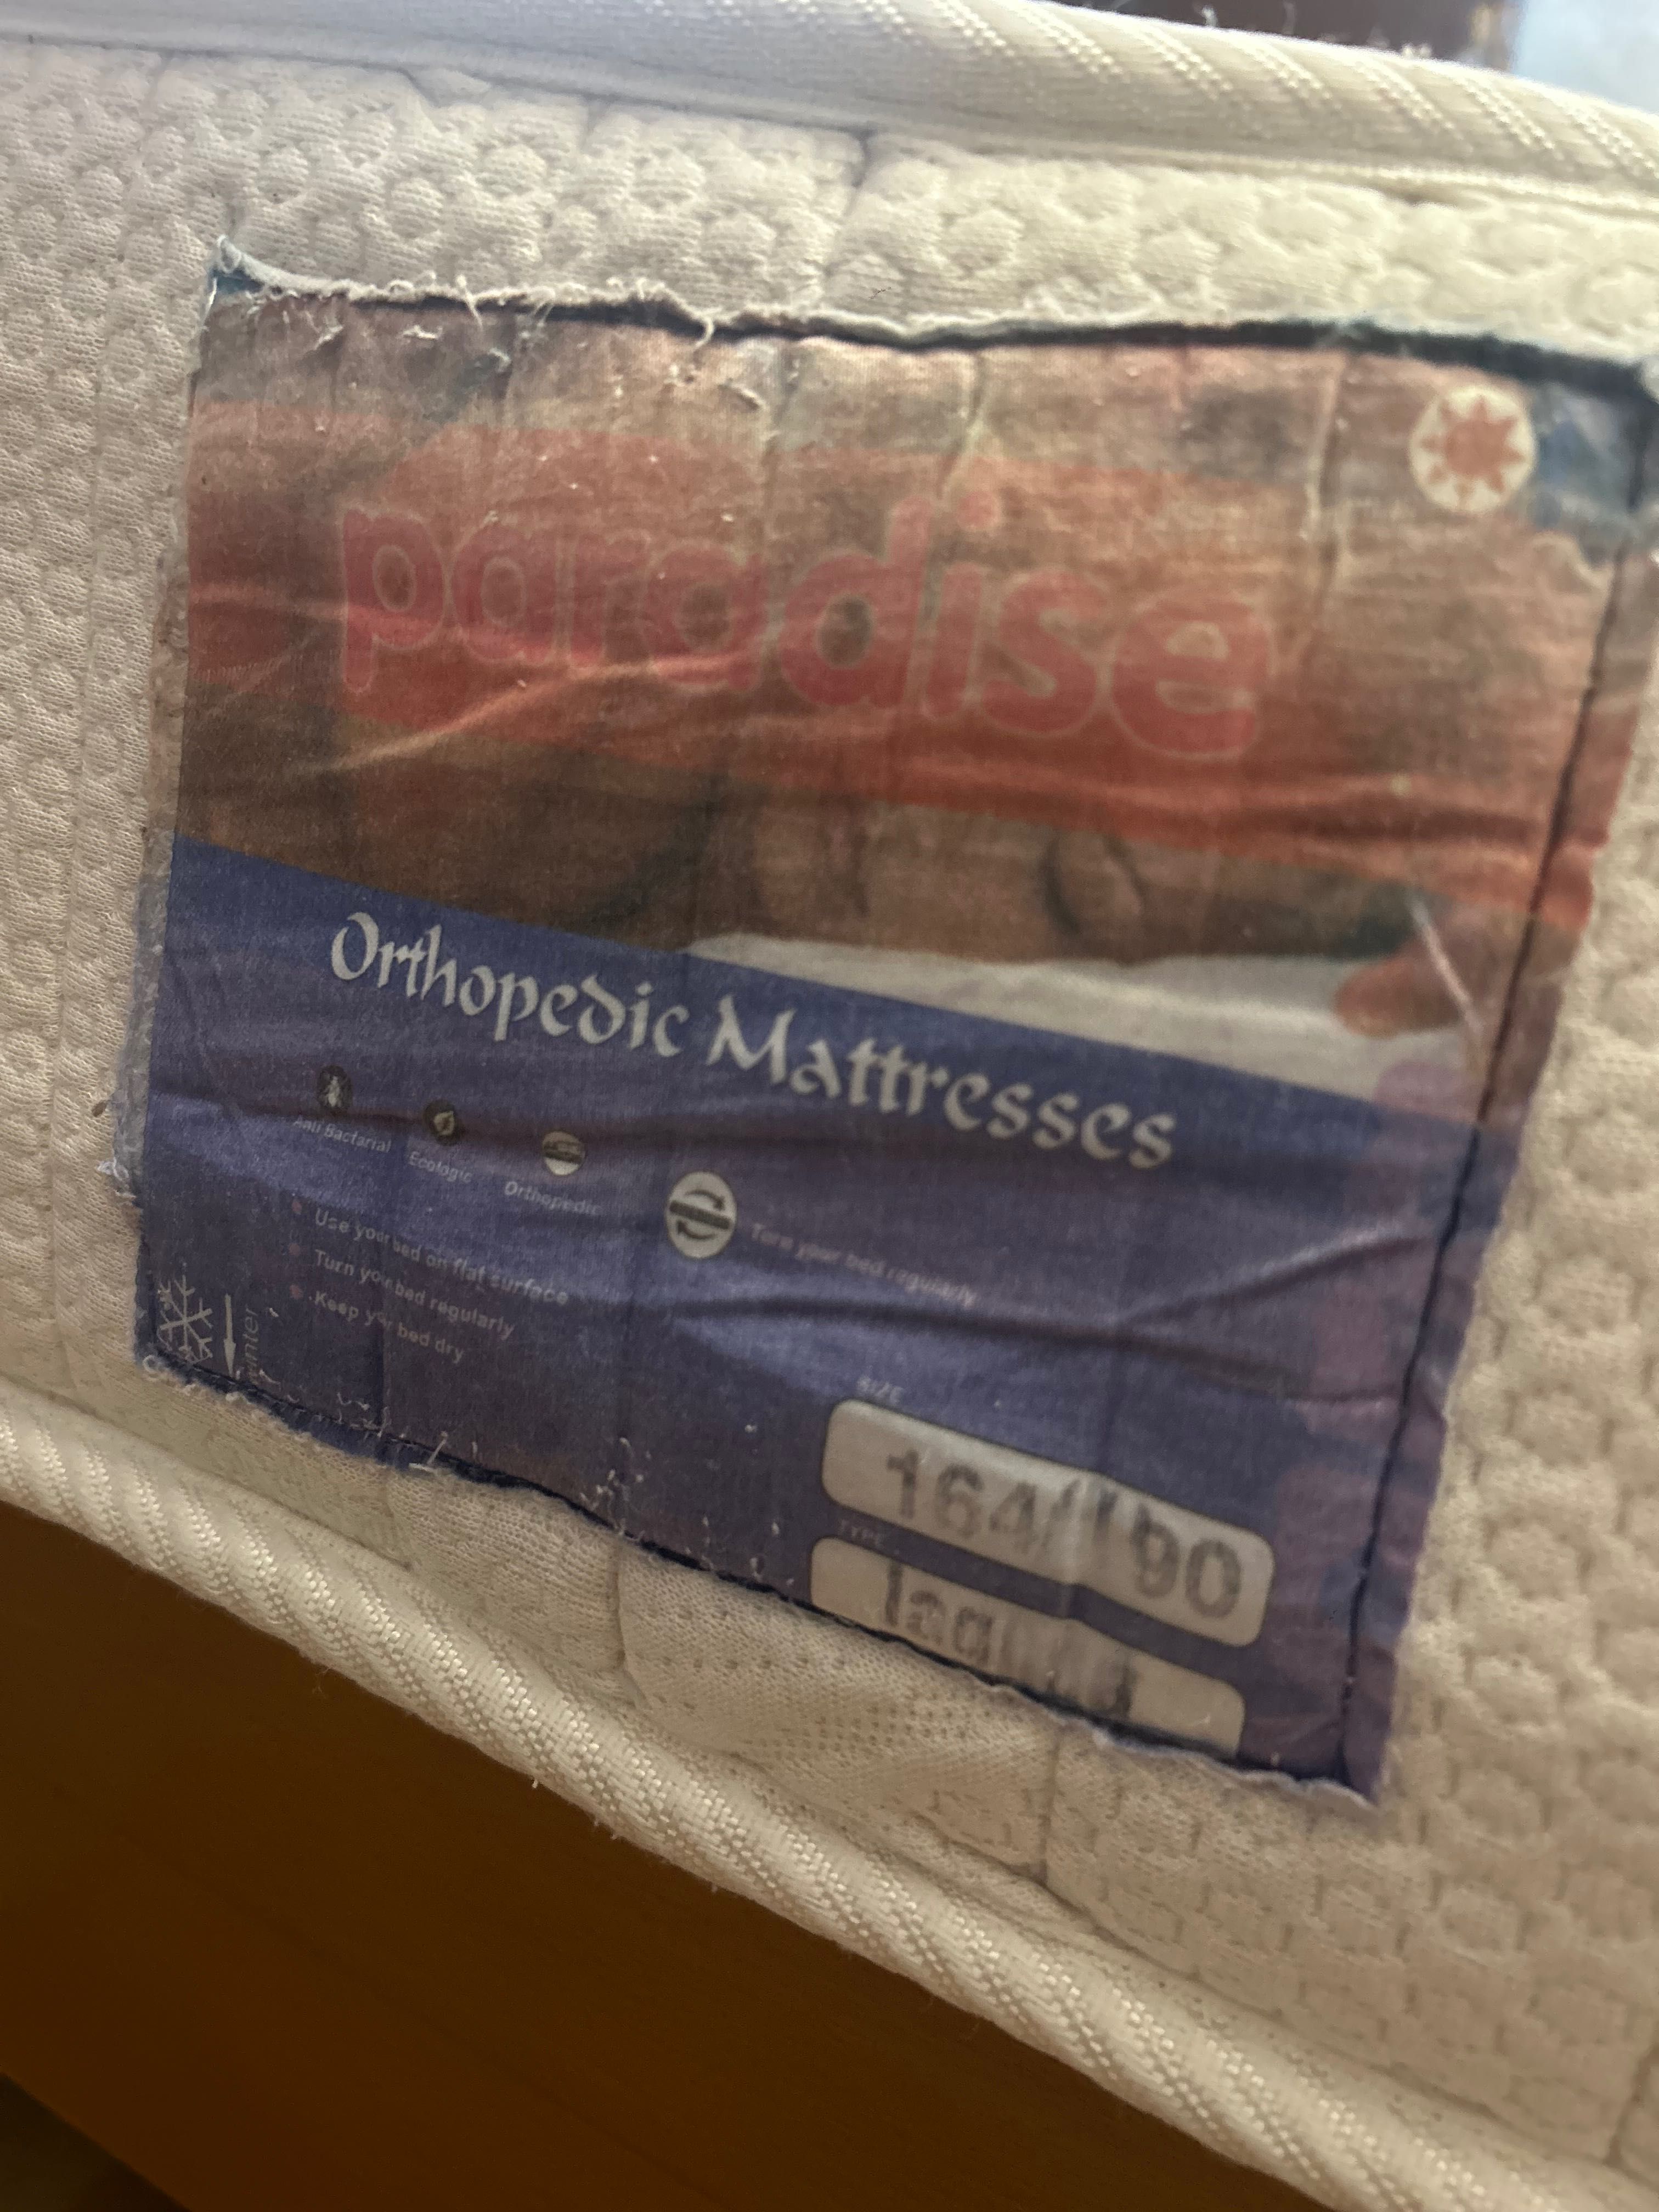 paradise
Orthopedic Mattresses
Anti Bactarial
Ecologic
Orthopedic
Turn your bed regularly
Use your bed on flat surface
Turn your bed regularly
Keep your bed dry
SIZE
164/190
TYPE